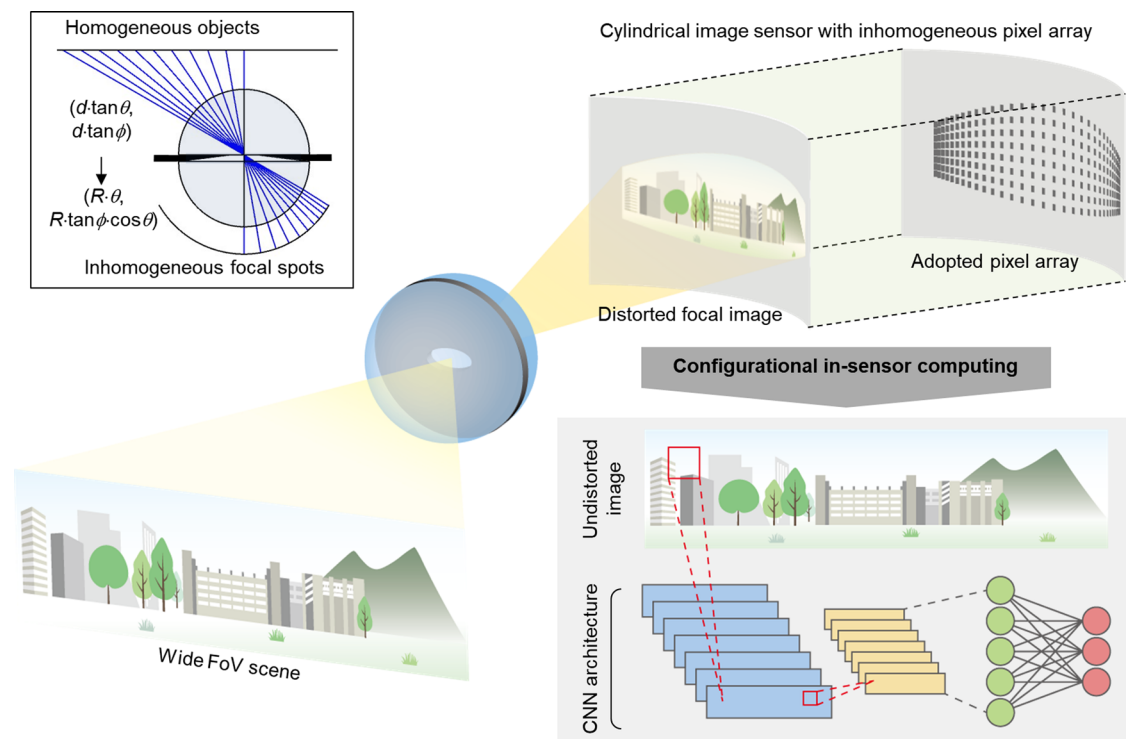 Homogeneous objects
(d·tanθ,
d·tanϕ)
(R·θ,
R·tanϕ·cosθ)
Inhomogeneous focal spots
Cylindrical image sensor with inhomogeneous pixel array
Adopted pixel array
Distorted focal image
Configurational in-sensor computing
Wide FoV scene
Undistorted
image
CNN architecture